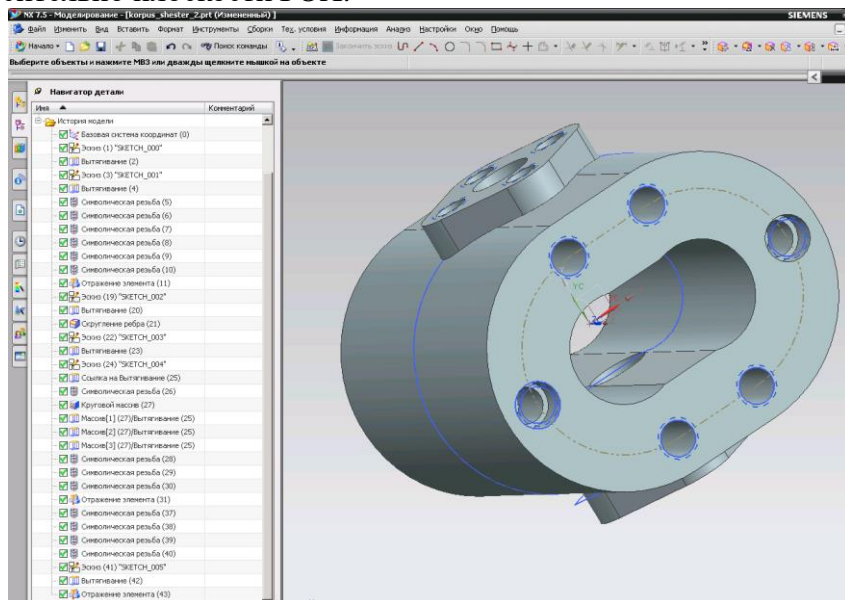 NX 7.5 - Моделирование - [korpus_shester_2.prt (Измененный) ]
SIEMENS
Файл Изменить Вид Вставить Формат Инструменты Сборки Тех. условия Информация Анализ Настройки Окно Помощь
Начало Поиск команды Закончить эскиз
Выберите объекты и нажмите МВ3 или дважды щелкните мышкой на объекте
Навигатор детали
Имя Комментарий
История модели
Базовая система координат (0)
Эскиз (1) "SKETCH_000"
Вытягивание (2)
Эскиз (3) "SKETCH_001"
Вытягивание (4)
Символическая резьба (5)
Символическая резьба (6)
Символическая резьба (7)
Символическая резьба (8)
Символическая резьба (9)
Символическая резьба (10)
Отражение элемента (11)
Эскиз (19) "SKETCH_002"
Вытягивание (20)
Скругление ребра (21)
Эскиз (22) "SKETCH_003"
Вытягивание (23)
Эскиз (24) "SKETCH_004"
Ссылка на Вытягивание (25)
Символическая резьба (26)
Круговой массив (27)
Массив[1] (27)/Вытягивание (25)
Массив[2] (27)/Вытягивание (25)
Массив[3] (27)/Вытягивание (25)
Символическая резьба (28)
Символическая резьба (29)
Символическая резьба (30)
Отражение элемента (31)
Символическая резьба (37)
Символическая резьба (38)
Символическая резьба (39)
Символическая резьба (40)
Эскиз (41) "SKETCH_005"
Вытягивание (42)
Отражение элемента (43)
YC